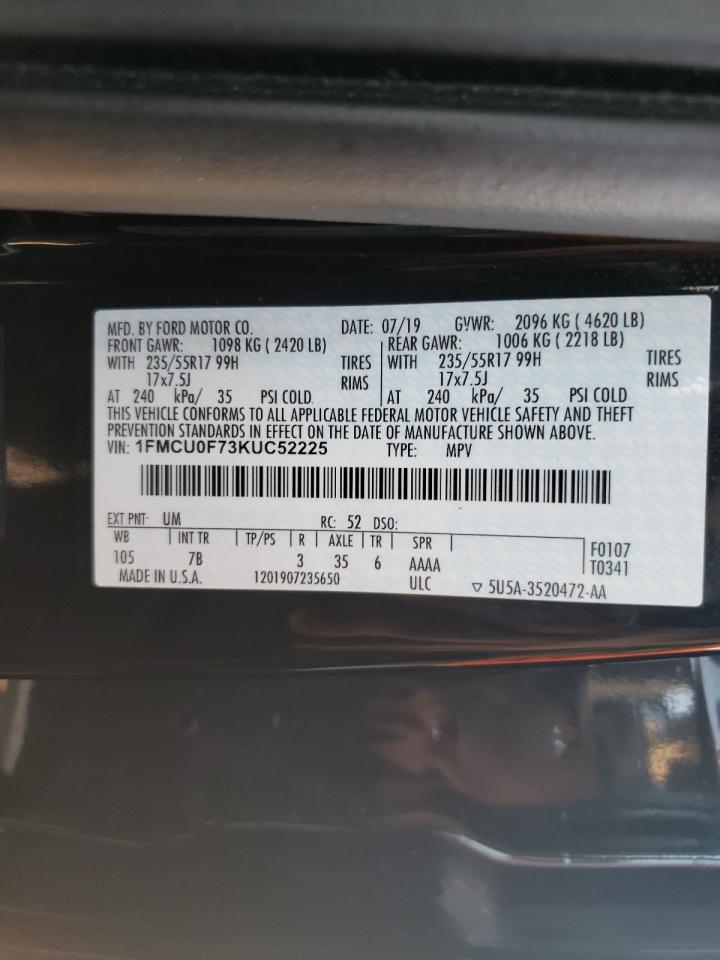 MFD. BY FORD MOTOR CO. DATE: 07/19 GVWR: 2096 KG ( 4620 LB)
FRONT GAWR: 1098 KG ( 2420 LB) REAR GAWR: 1006 KG ( 2218 LB)
WITH 235/55R17 99H TIRES WITH 235/55R17 99H TIRES
17x7.5J RIMS 17x7.5J RIMS
AT 240 kPa/ 35 PSI COLD AT 240 kPa/ 35 PSI COLD
THIS VEHICLE CONFORMS TO ALL APPLICABLE FEDERAL MOTOR VEHICLE SAFETY AND THEFT
PREVENTION STANDARDS IN EFFECT ON THE DATE OF MANUFACTURE SHOWN ABOVE.
VIN: 1FMCU0F73KUC52225 TYPE: MPV
EXT PNT: UM RC: 52 DSO:
WB INT TR TP/PS R AXLE TR SPR F0107
105 7B 3 35 6 AAAA T0341
MADE IN U.S.A. 1201907235650 ULC ▽ 5U5A-3520472-AA